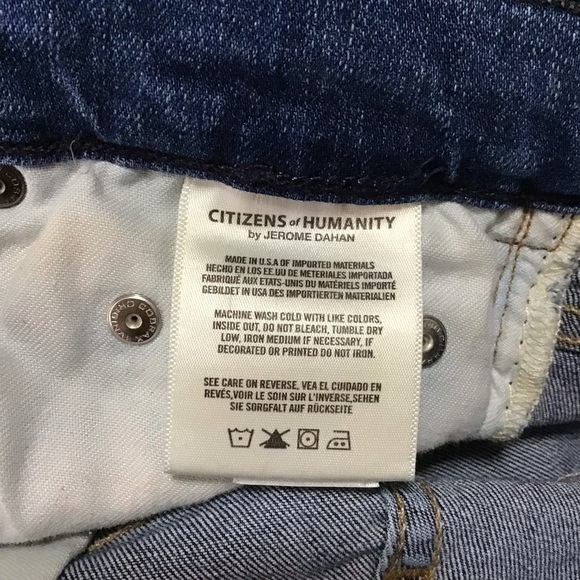 CITIZENS of HUMANITY
by JEROME DAHAN
MADE IN U.S.A OF IMPORTED MATERIALS
HECHO EN LOS EE.UU DE METERIALES IMPORTADA
FABRIQUÉ AUX ETATS-UNIS DU MATÉRIELS IMPORTÉ
GEBILDET IN USA DES IMPORTIERTEN MATERIALIEN
MACHINE WASH COLD WITH LIKE COLORS,
INSIDE OUT, DO NOT BLEACH, TUMBLE DRY
LOW, IRON MEDIUM IF NECESSARY, IF
DECORATED OR PRINTED DO NOT IRON.
SEE CARE ON REVERSE, VEA EL CUIDADO EN
REVÉS,VOIR LE SOIN SUR L'INVERSE,SEHEN
SIE SORGFALT AUF RÜCKSEITE
COBRAX